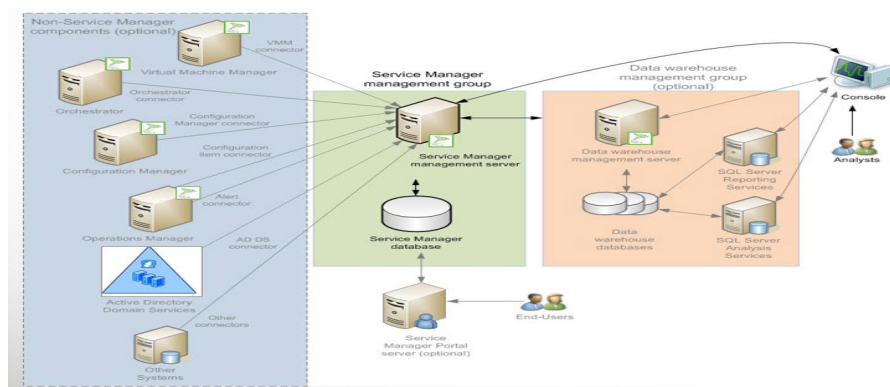 Non-Service Manager
components (optional)
VMM
connector
Virtual Machine Manager
Orchestrator
connector
Orchestrator
Configuration
Manager connector
Configuration
item connector
Configuration Manager
Alert
connector
Operations Manager
AD DS
connector
Active Directory
Domain Services
Other
connectors
Other
Systems
Service Manager
management group
Service Manager
management server
Service Manager
database
Service
Manager Portal
server (optional)
End-Users
Data warehouse
management group
(optional)
Data warehouse
management server
Data
warehouse
databases
SQL Server
Reporting
Services
SQL Server
Analysis
Services
Console
Analysts